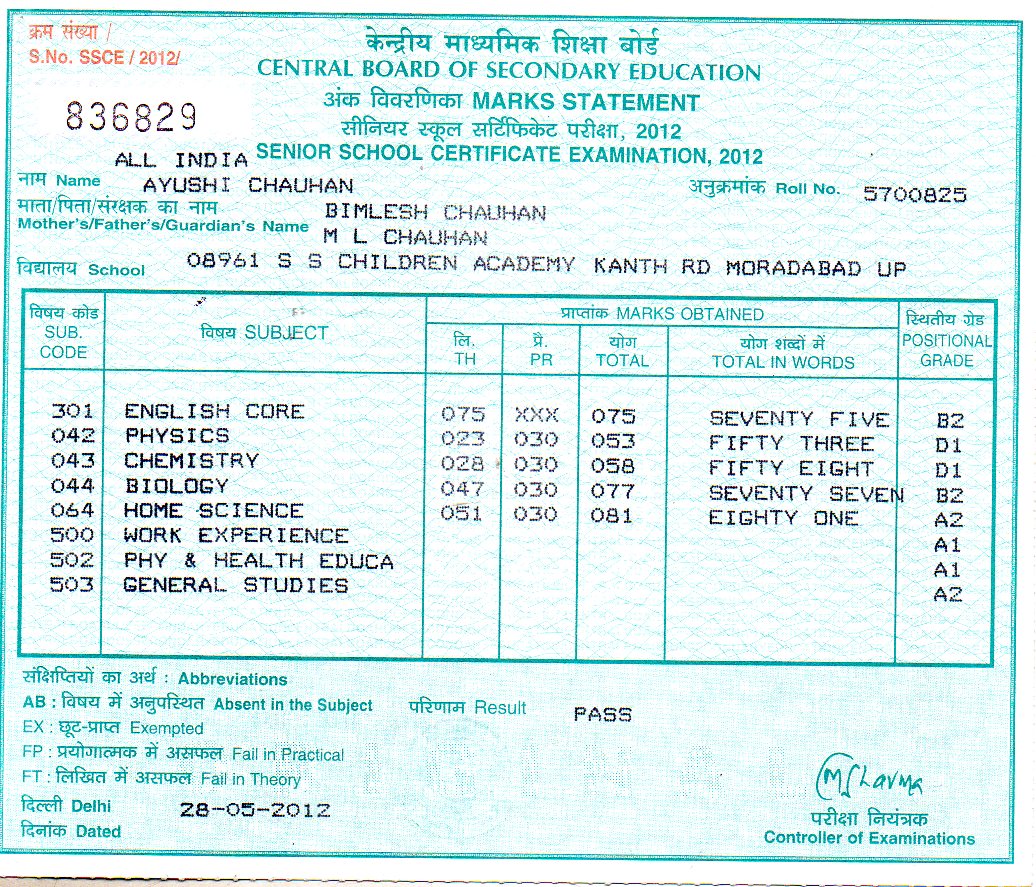 क्रम संख्या /
S.No. SSCE / 2012/
836829
केन्द्रीय माध्यमिक शिक्षा बोर्ड
CENTRAL BOARD OF SECONDARY EDUCATION
अंक विवरणिका MARKS STATEMENT
सीनियर स्कूल सर्टिफिकेट परीक्षा, 2012
ALL INDIA SENIOR SCHOOL CERTIFICATE EXAMINATION, 2012
नाम Name AYUSHI CHAUHAN अनुक्रमांक Roll No. 5700825
माता/पिता/संरक्षक का नाम BIMLESH CHAUHAN
Mother's/Father's/Guardian's Name M L CHAUHAN
विद्यालय School 08961 S S CHILDREN ACADEMY KANTH RD MORADABAD UP
विषय कोड SUB. CODE विषय SUBJECT प्राप्तांक MARKS OBTAINED स्थितीय ग्रेड POSITIONAL GRADE
लि. TH प्रै. PR योग TOTAL योग शब्दों में TOTAL IN WORDS
301 ENGLISH CORE 075 XXX 075 SEVENTY FIVE B2
042 PHYSICS 023 030 053 FIFTY THREE D1
043 CHEMISTRY 028 030 058 FIFTY EIGHT D1
044 BIOLOGY 047 030 077 SEVENTY SEVEN B2
064 HOME SCIENCE 051 030 081 EIGHTY ONE A2
500 WORK EXPERIENCE A1
502 PHY & HEALTH EDUCA A1
503 GENERAL STUDIES A2
संक्षिप्तियों का अर्थ : Abbreviations
AB : विषय में अनुपस्थित Absent in the Subject परिणाम Result PASS
EX : छूट-प्राप्त Exempted
FP : प्रयोगात्मक में असफल Fail in Practical
FT : लिखित में असफल Fail in Theory
दिल्ली Delhi 28-05-2012
दिनांक Dated
M Sharma
परीक्षा नियंत्रक
Controller of Examinations